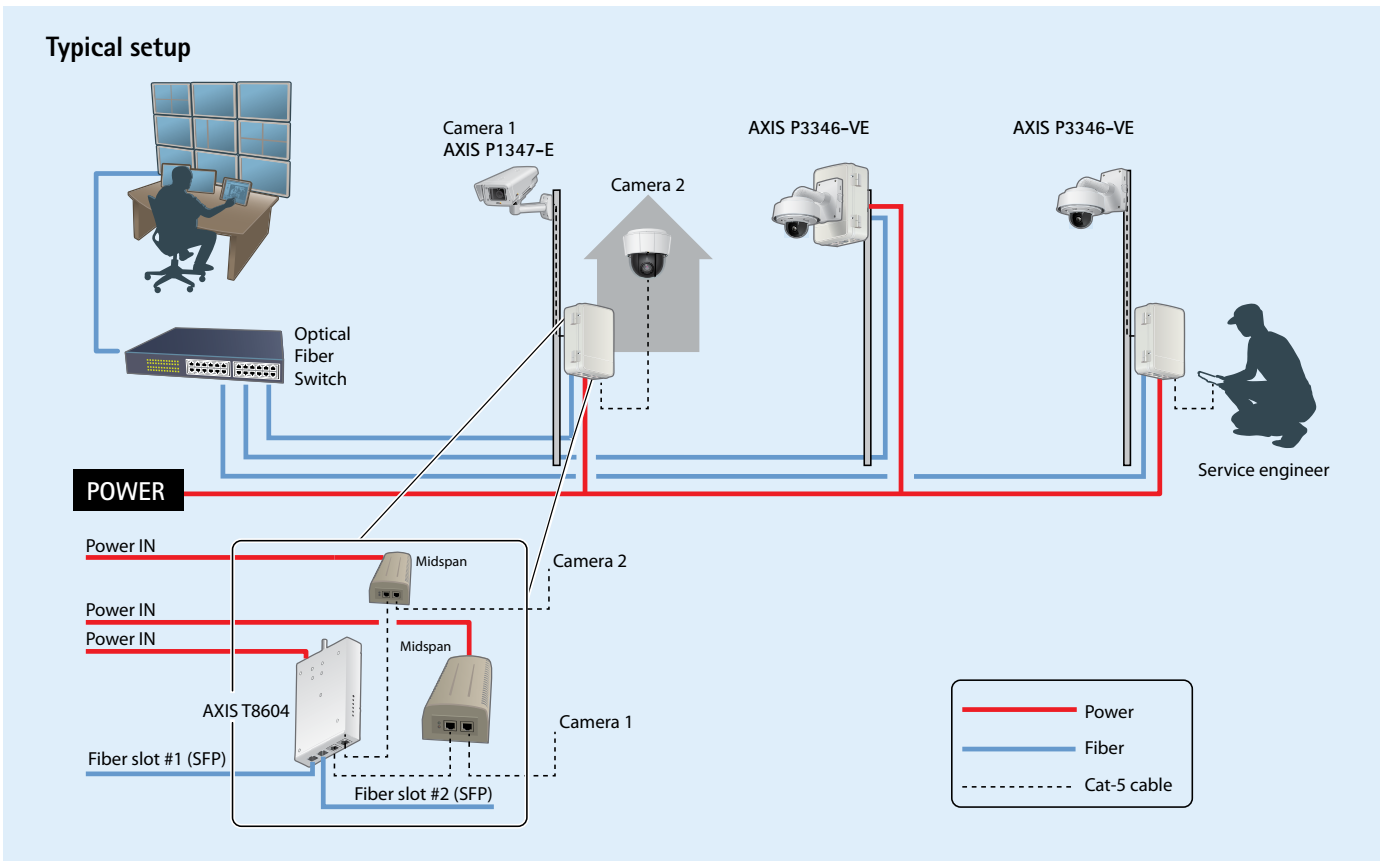 Typical setup
Camera 1
AXIS P1347-E
Camera 2
AXIS P3346-VE
AXIS P3346-VE
Optical
Fiber
Switch
Service engineer
POWER
Power IN
Midspan
Camera 2
Power IN
Power IN
Midspan
AXIS T8604
Camera 1
Fiber slot #1 (SFP)
Fiber slot #2 (SFP)
Power
Fiber
Cat-5 cable